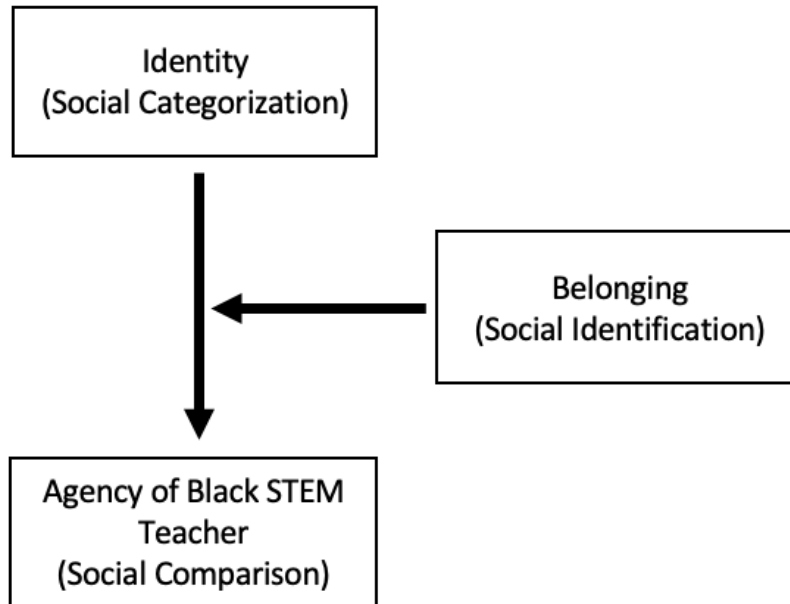 Identity
(Social Categorization)
Belonging
(Social Identification)
Agency of Black STEM
Teacher
(Social Comparison)